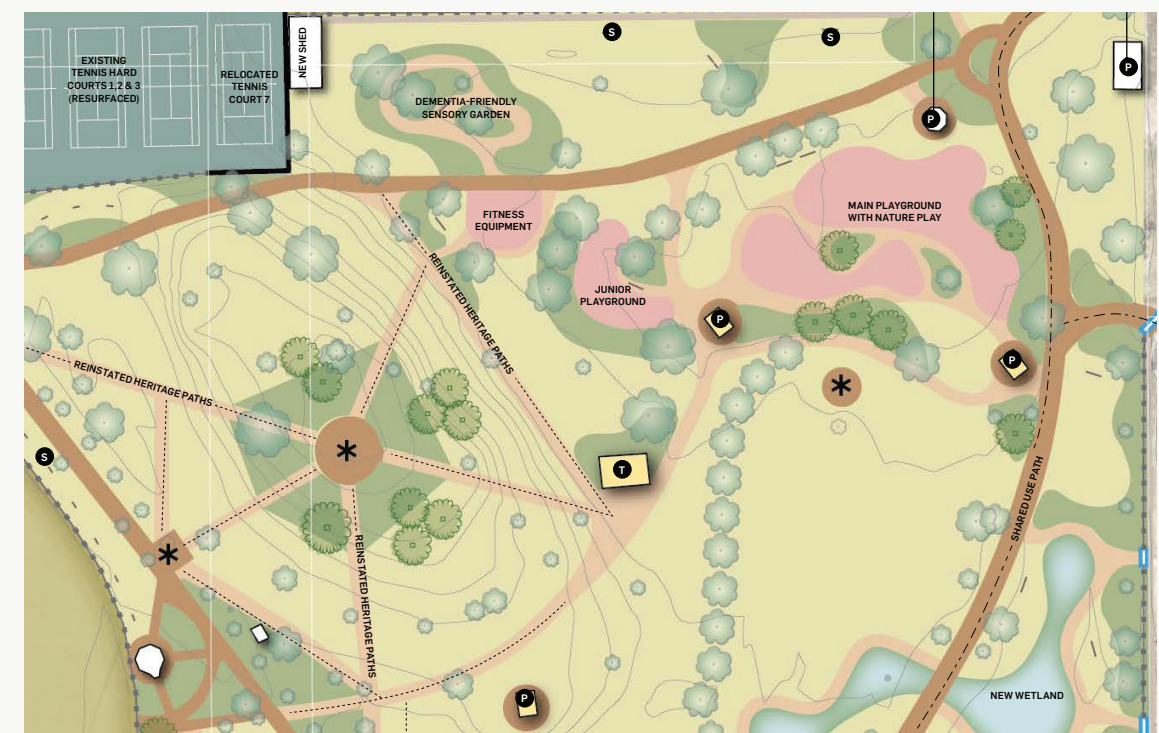 EXISTING
TENNIS HARD
COURTS 1,2 & 3
(RESURFACED)
RELOCATED
TENNIS
COURT 7
NEW SHED
S
S
P
DEMENTIA-FRIENDLY
SENSORY GARDEN
P
FITNESS
EQUIPMENT
MAIN PLAYGROUND
WITH NATURE PLAY
REINSTATED HERITAGE PATHS
JUNIOR
PLAYGROUND
P
P
REINSTATED HERITAGE PATHS
*
*
S
T
SHARED USE PATH
*
REINSTATED HERITAGE PATHS
P
NEW WETLAND